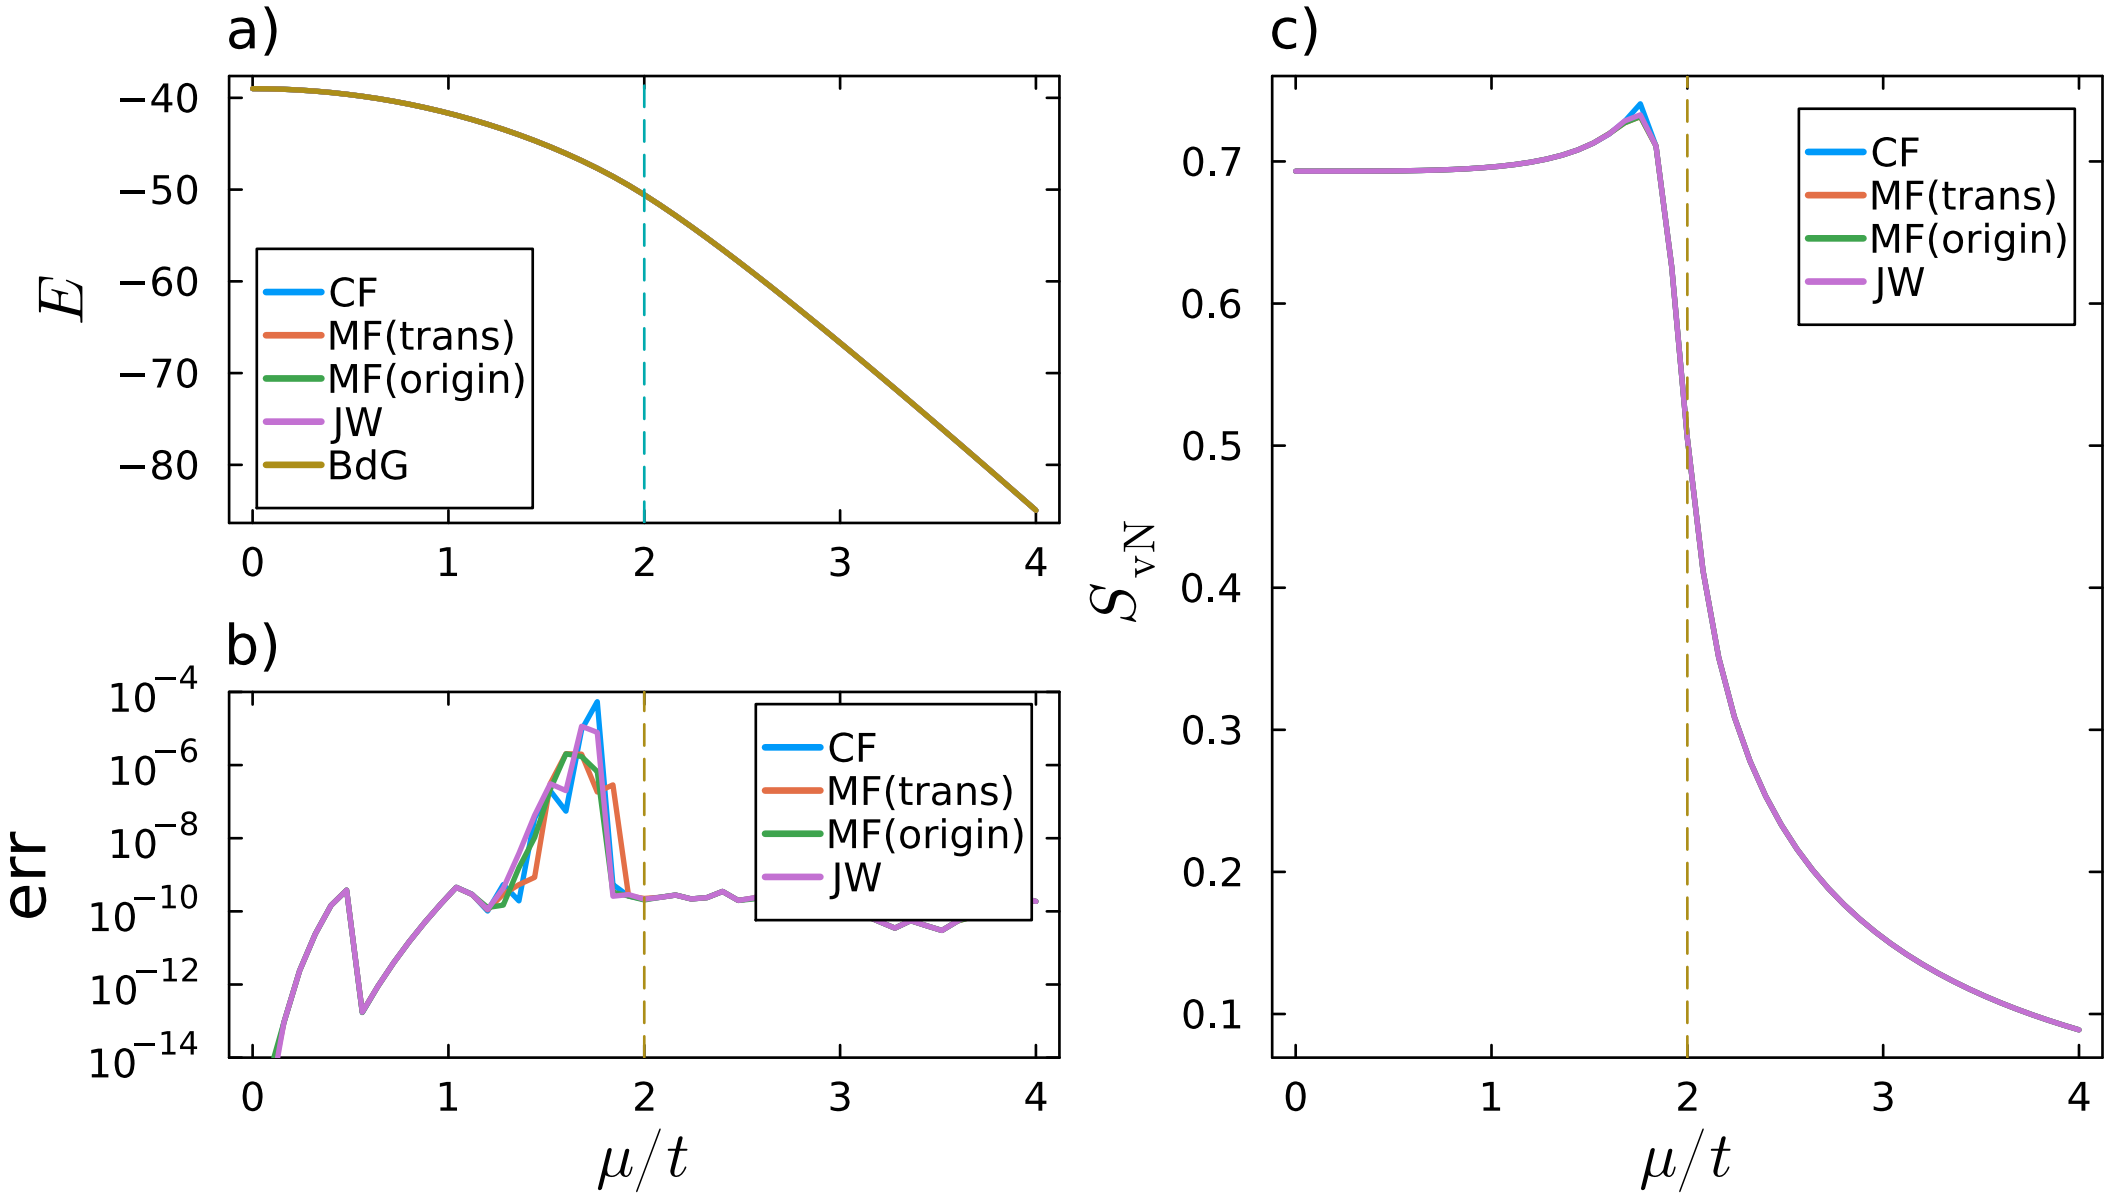 a)
−40
−50
−60
−70
−80
E
CF
MF(trans)
MF(origin)
JW
BdG
0 1 2 3 4
b)
10−4
10−6
10−8
10−10
10−12
10−14
err
CF
MF(trans)
MF(origin)
JW
0 1 2 3 4
μ/t
c)
0.7
0.6
0.5
0.4
0.3
0.2
0.1
SvN
CF
MF(trans)
MF(origin)
JW
0 1 2 3 4
μ/t